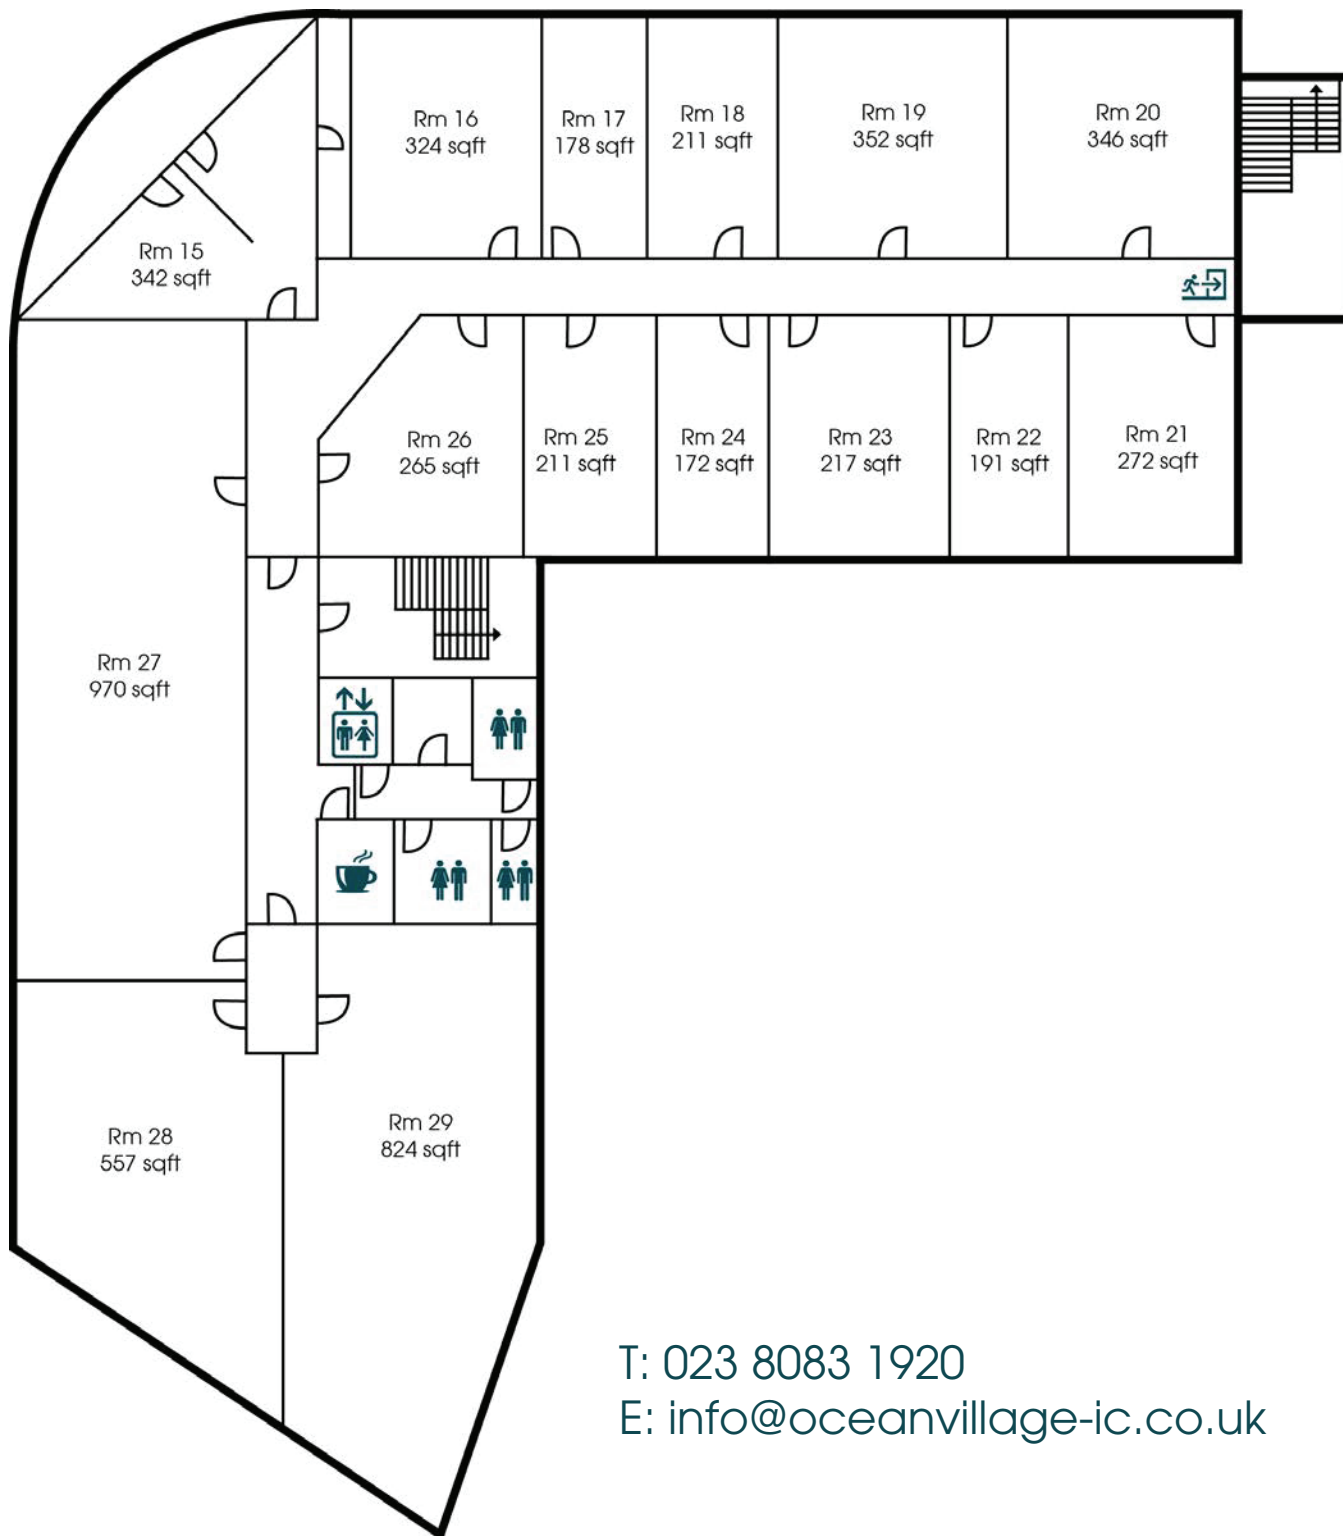 Rm 16
324 sqft
Rm 17
178 sqft
Rm 18
211 sqft
Rm 19
352 sqft
Rm 20
346 sqft
Rm 15
342 sqft
Rm 26
265 sqft
Rm 25
211 sqft
Rm 24
172 sqft
Rm 23
217 sqft
Rm 22
191 sqft
Rm 21
272 sqft
Rm 27
970 sqft
Rm 28
557 sqft
Rm 29
824 sqft
T: 023 8083 1920
E: info@oceanvillage-ic.co.uk